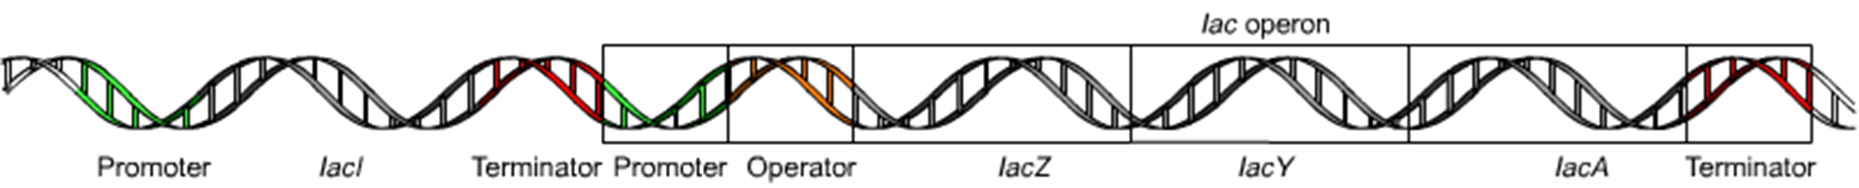 lac operon
Promoter lacI Terminator Promoter Operator lacZ lacY lacA Terminator